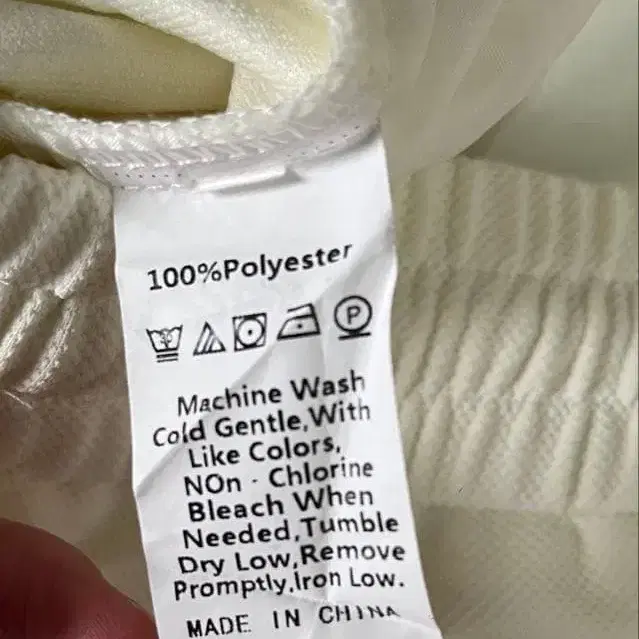 100%Polyester
P
Machine Wash
Cold Gentle,With
Like Colors,
NOn - Chlorine
Bleach When
Needed,Tumble
Dry Low,Remove
Promptly,Iron Low.
MADE IN CHINA